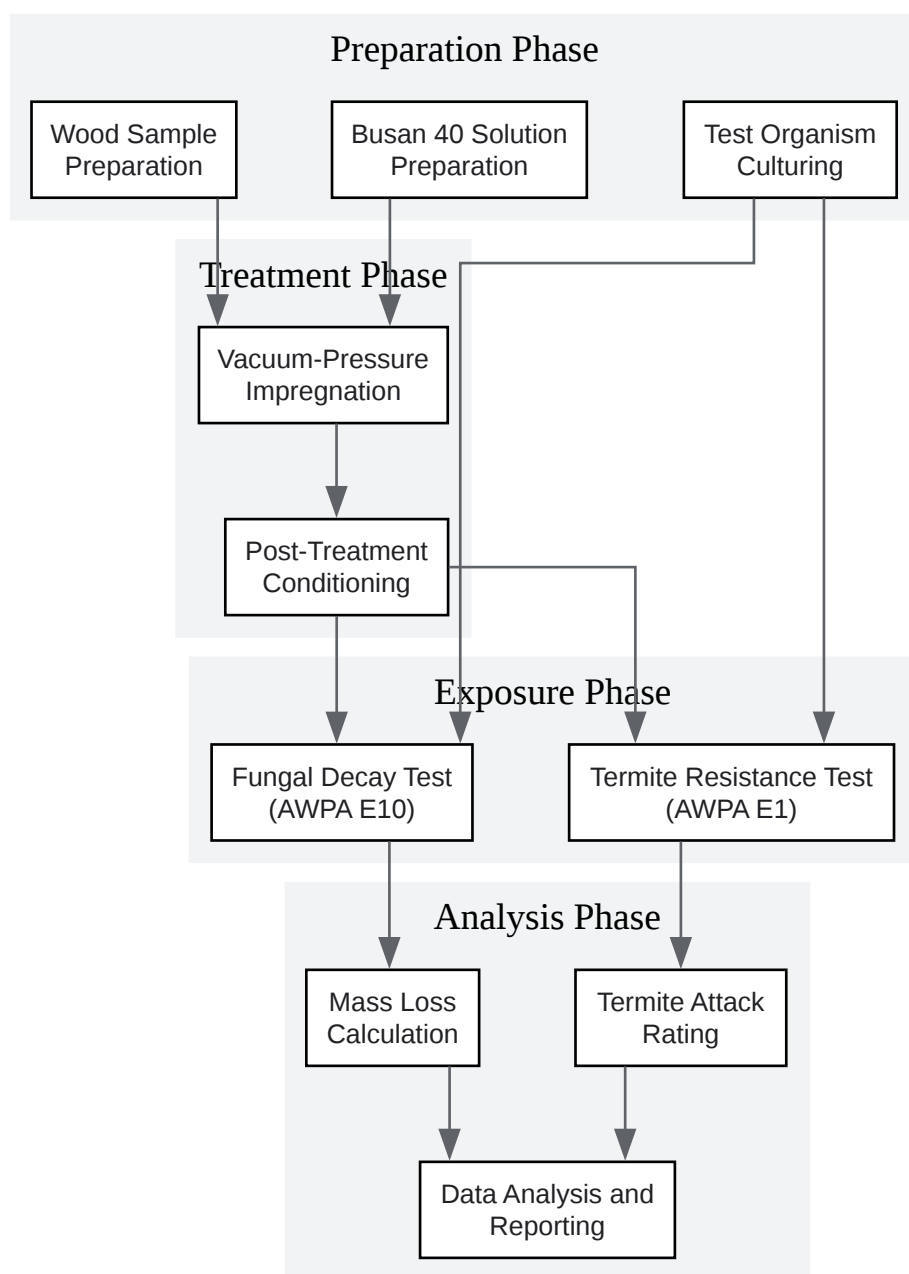 Preparation Phase
Wood Sample
Preparation
Busan 40 Solution
Preparation
Test Organism
Culturing
Treatment Phase
Vacuum-Pressure
Impregnation
Post-Treatment
Conditioning
Exposure Phase
Fungal Decay Test
(AWPA E10)
Termite Resistance Test
(AWPA E1)
Analysis Phase
Mass Loss
Calculation
Termite Attack
Rating
Data Analysis and
Reporting